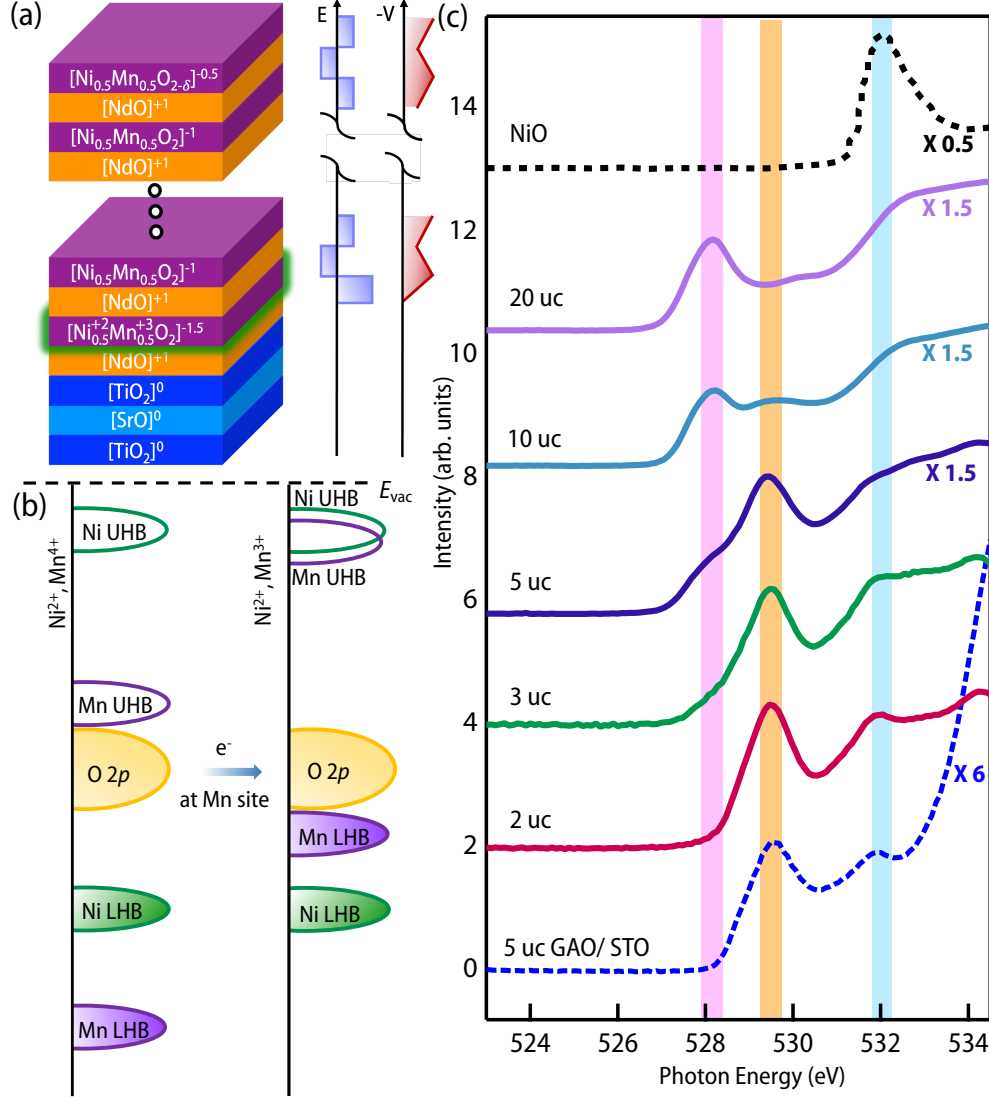 (a)
E
-V
[Ni0.5Mn0.5O2-δ]-0.5
[NdO]+1
[Ni0.5Mn0.5O2]-1
[NdO]+1
[Ni0.5Mn0.5O2]-1
[NdO]+1
[Ni+20.5Mn+30.5O2]-1.5
[NdO]+1
[TiO2]0
[SrO]0
[TiO2]0
(b)
Evac
Ni2+, Mn4+
Ni UHB
Mn UHB
O 2p
Ni LHB
Mn LHB
e-
at Mn site
Ni2+, Mn3+
Ni UHB
Mn UHB
O 2p
Mn LHB
Ni LHB
(c)
Intensity (arb. units)
14
12
10
8
6
4
2
0
NiO
X 0.5
20 uc
X 1.5
10 uc
X 1.5
5 uc
X 1.5
3 uc
2 uc
X 6
5 uc GAO/ STO
524
526
528
530
532
534
Photon Energy (eV)